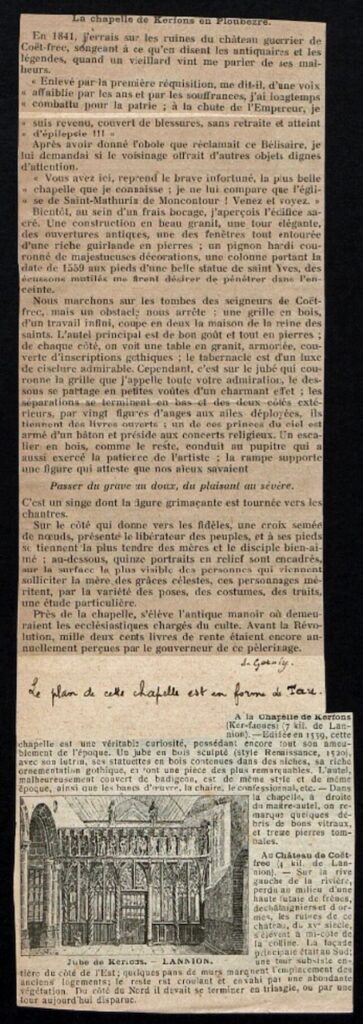 La chapelle de Kerfons en Ploubezre.
En 1841, j'errais sur les ruines du château guerrier de
Coët-frec, songeant à ce qu'en disent les antiquaires et les
légendes, quand un vieillard vint me parler de ses mal-
heurs.
« Enlevé par la première réquisition, me dit-il, d'une voix
« affaiblie par les ans et par les souffrances, j'ai longtemps
« combattu pour la patrie ; à la chute de l'Empereur, je
« suis revenu, couvert de blessures, sans retraite et atteint
« d'épilepsie !!! »
Après avoir donné l'obole que réclamait ce Bélisaire, je
lui demandai si le voisinage offrait d'autres objets dignes
d'attention.
« Vous avez ici, reprend le brave infortuné, la plus belle
« chapelle que je connaisse ; je ne lui compare que l'égli-
« se de Saint-Mathurin de Moncontour ! Venez et voyez. »
Bientôt, au sein d'un frais bocage, j'aperçois l'édifice sa-
cré. Une construction en beau granit, une tour élégante,
des ouvertures antiques, une des fenêtres tout entourée
d'une riche guirlande en pierres ; un pignon hardi cou-
ronné de majestueuses décorations, une colonne portant la
date de 1559 aux pieds d'une belle statue de saint Yves, des
écussons mutilés me firent désirer de pénétrer dans l'en-
ceinte.
Nous marchons sur les tombes des seigneurs de Coët-
frec, mais un obstacle nous arrête : une grille en bois,
d'un travail infini, coupe en deux la maison de la reine des
saints. L'autel principal est de bon goût et tout en pierres ;
de chaque côté, on voit une table en granit, armoriée, cou-
verte d'inscriptions gothiques ; le tabernacle est d'un luxe
de ciselure admirable. Cependant, c'est sur le jubé qui cou-
ronne la grille que j'appelle toute votre admiration, le des-
sous se partage en petites voûtes d'un charmant effet ; les
séparations se terminent en bas et des deux côtés exté-
rieurs, par vingt figures d'anges aux ailes déployées, ils
tiennent des livres ouverts ; un de ces princes du ciel est
armé d'un bâton et préside aux concerts religieux. Un esca-
lier en bois, comme le reste, conduit au pupitre qui a
aussi exercé la patience de l'artiste ; la rampe supporte
une figure qui atteste que nos aïeux savaient
Passer du grave au doux, du plaisant au sévère.
C'est un singe dont la figure grimaçante est tournée vers les
chantres.
Sur le côté qui donne vers les fidèles, une croix semée
de nœuds, présente le libérateur des peuples, et à ses pieds
se tiennent la plus tendre des mères et le disciple bien-ai-
mé ; au-dessous, quinze portraits en relief sont encadrés,
sur la surface la plus visible des personnes qui viennent
solliciter la mère des grâces célestes, ces personnages mé-
ritent, par la variété des poses, des costumes, des traits,
une étude particulière.
Près de la chapelle, s'élève l'antique manoir où demeu-
raient les ecclésiastiques chargés du culte. Avant la Révo-
lution, mille deux cents livres de rente étaient encore an-
nuellement perçues par le gouverneur de ce pèlerinage.
Le plan de cette chapelle est en forme de Tau.
A la Chapelle de Kerfons
(Ker-faouës) (7 kil. de Lan-
nion). — Édifiée en 1559, cette
chapelle est une véritable curiosité, possédant encore tout son ameu-
blement de l'époque. Un jubé en bois sculpté (style Renaissance, 1520),
avec son lutrin, ses statuettes en bois contenues dans des niches, sa riche
ornementation gothique, en font une pièce des plus remarquables. L'autel,
malheureusement couvert de badigeon, est de même style et de même
époque, ainsi que les bancs d'œuvre, la chaire, le confessionnal, etc. — Dans
la chapelle, à droite
du maître-autel, on re-
marque quelques dé-
bris de bons vitraux,
et treize pierres tom-
bales.
Au Château de Coët-
frec (4 kil. de Lan-
nion). — Sur la rive
gauche de la rivière,
perdu au milieu d'une
haute futaie de frênes,
de châtaigniers et d'or-
mes, les ruines de ce
château, du XVe siècle,
s'élèvent à mi-côte de
la colline. La façade
principale était au Sud;
une tour subsiste en-
Jubé de Kerfons. — LANNION.
tière du côté de l'Est ; quelques pans de murs marquent l'emplacement des
anciens logements ; le reste est croulant et envahi par une abondante
végétation. Du côté du Nord il devait se terminer en triangle, ou par une
tour aujourd'hui disparue.